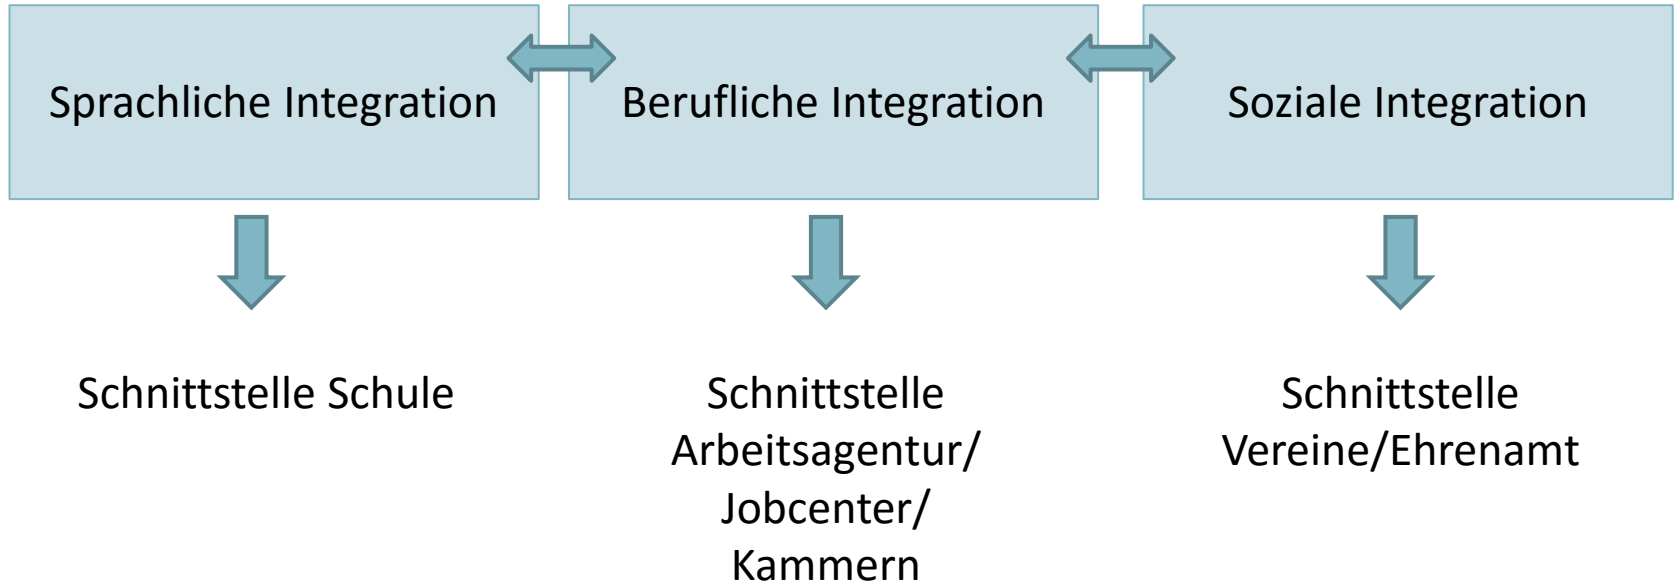 Sprachliche Integration
Berufliche Integration
Soziale Integration
Schnittstelle Schule
Schnittstelle
Arbeitsagentur/
Jobcenter/
Kammern
Schnittstelle
Vereine/Ehrenamt